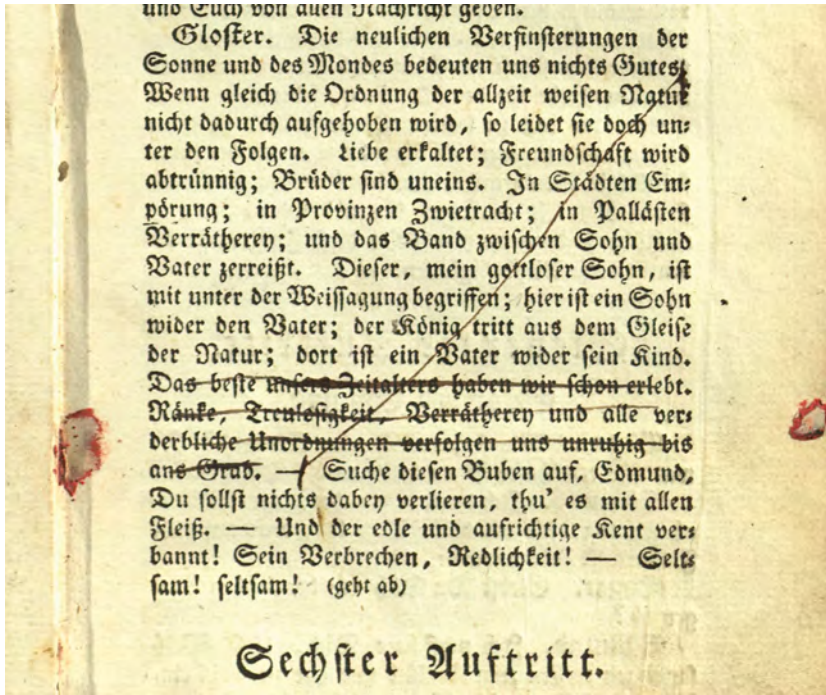 und Euch von allen Nachricht geben.
Gloster. Die neulichen Verfinsterungen der
Sonne und des Mondes bedeuten uns nichts Gutes.
Wenn gleich die Ordnung der allzeit weisen Natur
nicht dadurch aufgehoben wird, so leidet sie doch un:
ter den Folgen. Liebe erkaltet; Freundschaft wird
abtrünnig; Brüder sind uneins. In Städten Em:
pörung; in Provinzen Zwietracht; in Pallästen
Verrätherey; und das Band zwischen Sohn und
Vater zerreißt. Dieser, mein gottloser Sohn, ist
mit unter der Weissagung begriffen; hier ist ein Sohn
wider den Vater; der König tritt aus dem Gleise
der Natur; dort ist ein Vater wider sein Kind.
Das beste unsers Zeitalters haben wir schon erlebt.
Ränke, Treulosigkeit, Verrätherey und alle ver:
derbliche Unordnungen verfolgen uns unruhig bis
ans Grab. — Suche diesen Buben auf, Edmund,
Du sollst nichts dabey verlieren, thu' es mit allen
Fleiß. — Und der edle und aufrichtige Kent ver:
bannt! Sein Verbrechen, Redlichkeit! — Selt:
sam! seltsam! (geht ab)
Sechster Auftritt.